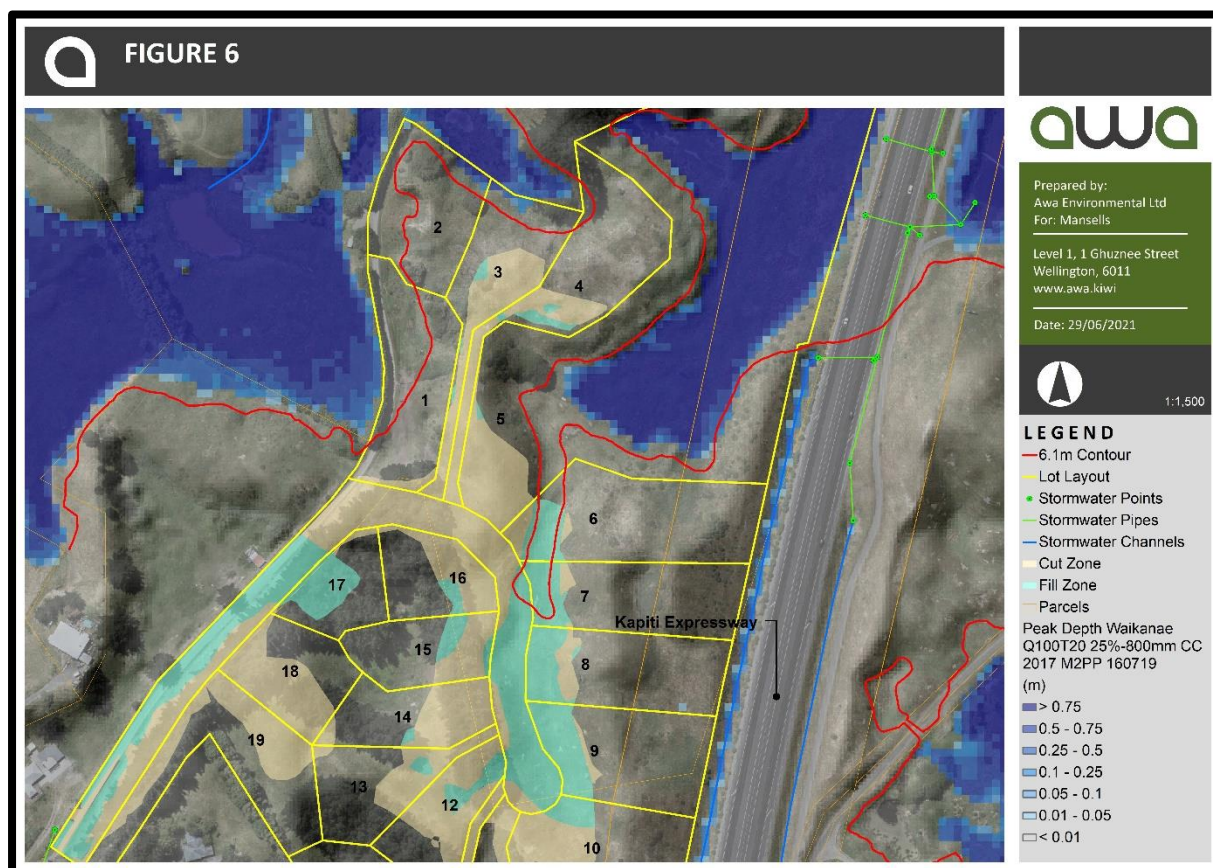 FIGURE 6
awa
Prepared by:
Awa Environmental Ltd
For: Mansells
Level 1, 1 Ghuznee Street
Wellington, 6011
www.awa.kiwi
Date: 29/06/2021
1:1,500
LEGEND
6.1m Contour
Lot Layout
Stormwater Points
Stormwater Pipes
Stormwater Channels
Cut Zone
Fill Zone
Parcels
Peak Depth Waikanae
Q100T20 25%-800mm CC
2017 M2PP 160719
(m)
> 0.75
0.5 - 0.75
0.25 - 0.5
0.1 - 0.25
0.05 - 0.1
0.01 - 0.05
< 0.01
2
3
4
1
5
6
17
16
7
Kapiti Expressway
15
8
18
14
19
9
13
12
10